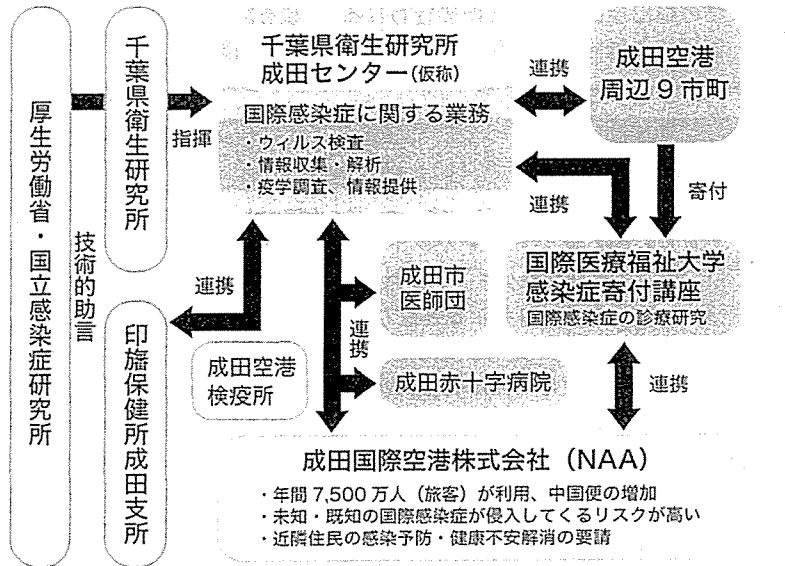 厚生労働省・国立感染症研究所
技術的助言
千葉県衛生研究所
指揮
印旛保健所成田支所
千葉県衛生研究所
成田センター(仮称)
国際感染症に関する業務
・ウィルス検査
・情報収集・解析
・疫学調査、情報提供
連携
成田空港
周辺9市町
連携
寄付
国際医療福祉大学
感染症寄付講座
国際感染症の診療研究
連携
連携
成田空港
検疫所
連携
成田市
医師団
成田赤十字病院
成田国際空港株式会社（NAA）
・年間7,500万人（旅客）が利用、中国便の増加
・未知・既知の国際感染症が侵入してくるリスクが高い
・近隣住民の感染予防・健康不安解消の要請